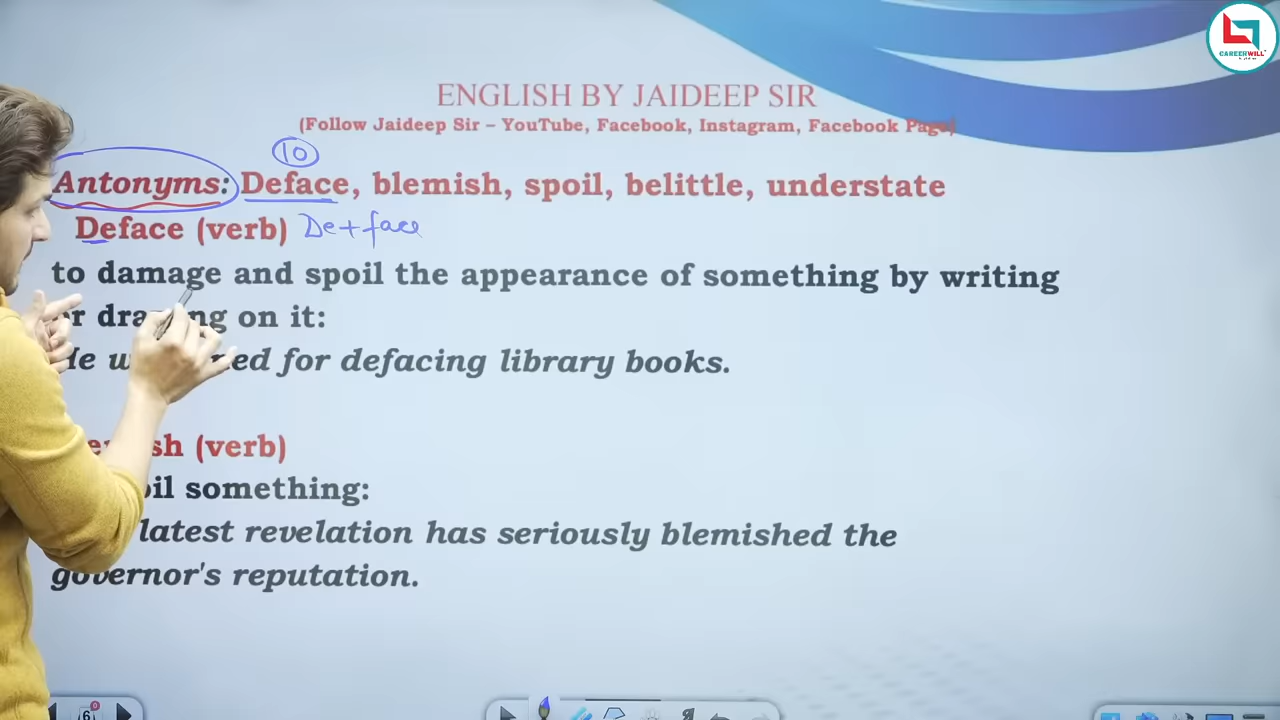 CAREERWILL
ENGLISH BY JAIDEEP SIR
(Follow Jaideep Sir – YouTube, Facebook, Instagram, Facebook Page)
10
Antonyms: Deface, blemish, spoil, belittle, understate
Deface (verb) De+face
to damage and spoil the appearance of something by writing
on it:
for defacing library books.
(verb)
something:
latest revelation has seriously blemished the
governor's reputation.
6